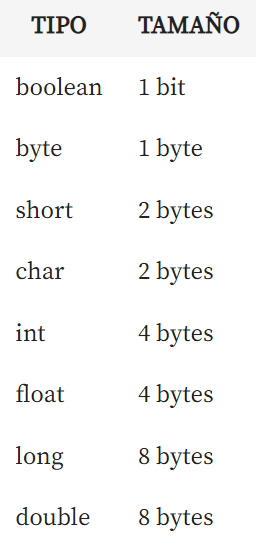 TIPO TAMAÑO
boolean 1 bit
byte 1 byte
short 2 bytes
char 2 bytes
int 4 bytes
float 4 bytes
long 8 bytes
double 8 bytes